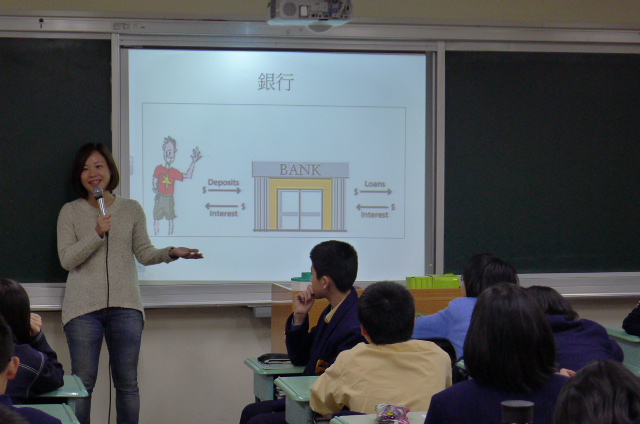 銀行
BANK
Deposits
$
$
Interest
Loans
$
$
Interest